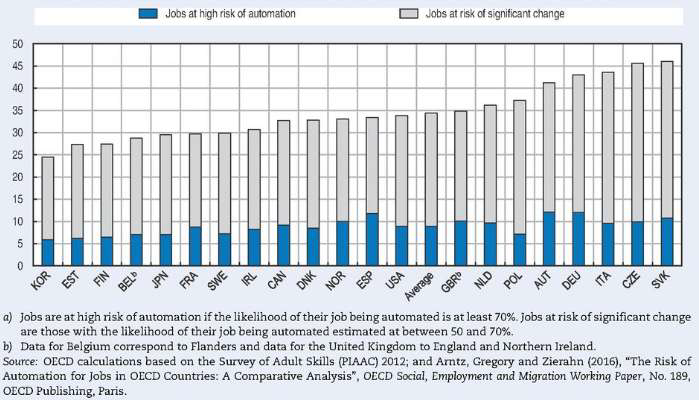 Jobs at high risk of automation
Jobs at risk of significant change
50
45
40
35
30
25
20
15
10
5
0
KOR
EST
FIN
BELᵇ
JPN
FRA
SWE
IRL
CAN
DNK
NOR
ESP
USA
Average
GBRᵇ
NLD
POL
AUT
DEU
ITA
CZE
SVK
a) Jobs are at high risk of automation if the likelihood of their job being automated is at least 70%. Jobs at risk of significant change
are those with the likelihood of their job being automated estimated at between 50 and 70%.
b) Data for Belgium correspond to Flanders and data for the United Kingdom to England and Northern Ireland.
Source: OECD calculations based on the Survey of Adult Skills (PIAAC) 2012; and Arntz, Gregory and Zierahn (2016), “The Risk of
Automation for Jobs in OECD Countries: A Comparative Analysis”, OECD Social, Employment and Migration Working Paper, No. 189,
OECD Publishing, Paris.